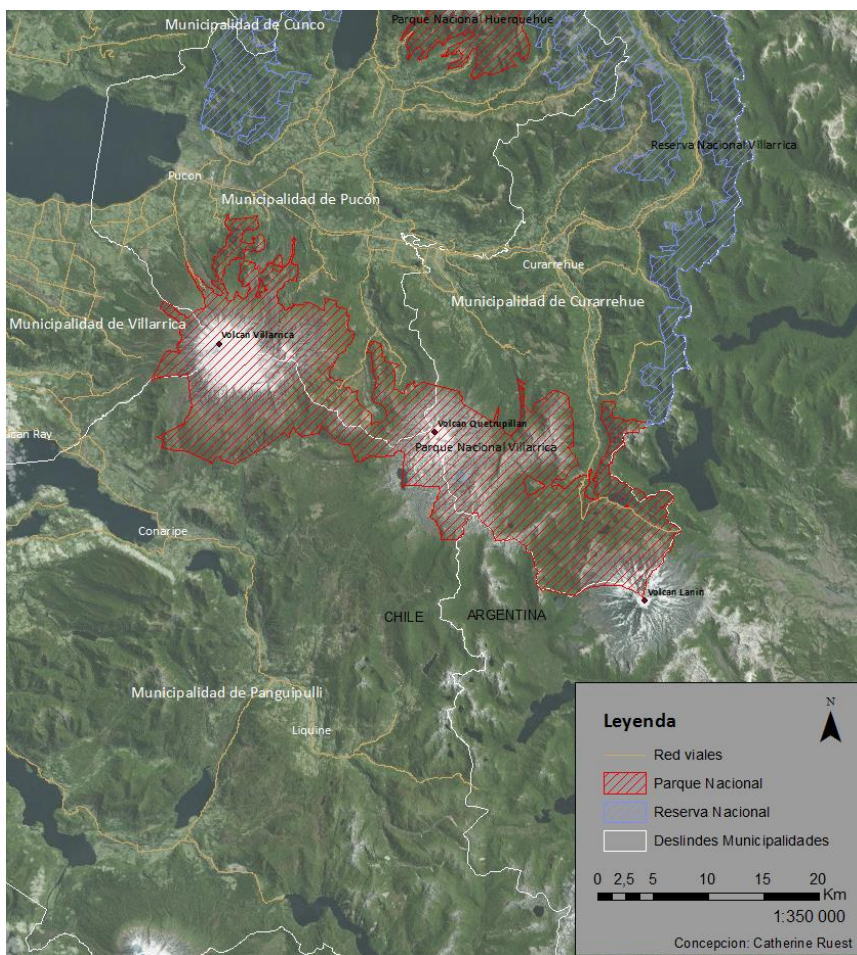 Municipalidad de Cunco
Parque Nacional Huerquehue
Reserva Nacional Villarrica
Pucon
Municipalidad de Pucón
Curarrehue
Municipalidad de Curarrehue
Municipalidad de Villarrica
Volcan Villarrica
Volcan Quetrupillan
Parque Nacional Villarrica
Ray
Conaripe
Volcan Lanin
CHILE
ARGENTINA
Municipalidad de Panguipulli
Liquine
Leyenda
N
Red viales
Parque Nacional
Reserva Nacional
Deslindes Municipalidades
0 2,5 5 10 15 20
Km
1:350 000
Concepcion: Catherine Ruest